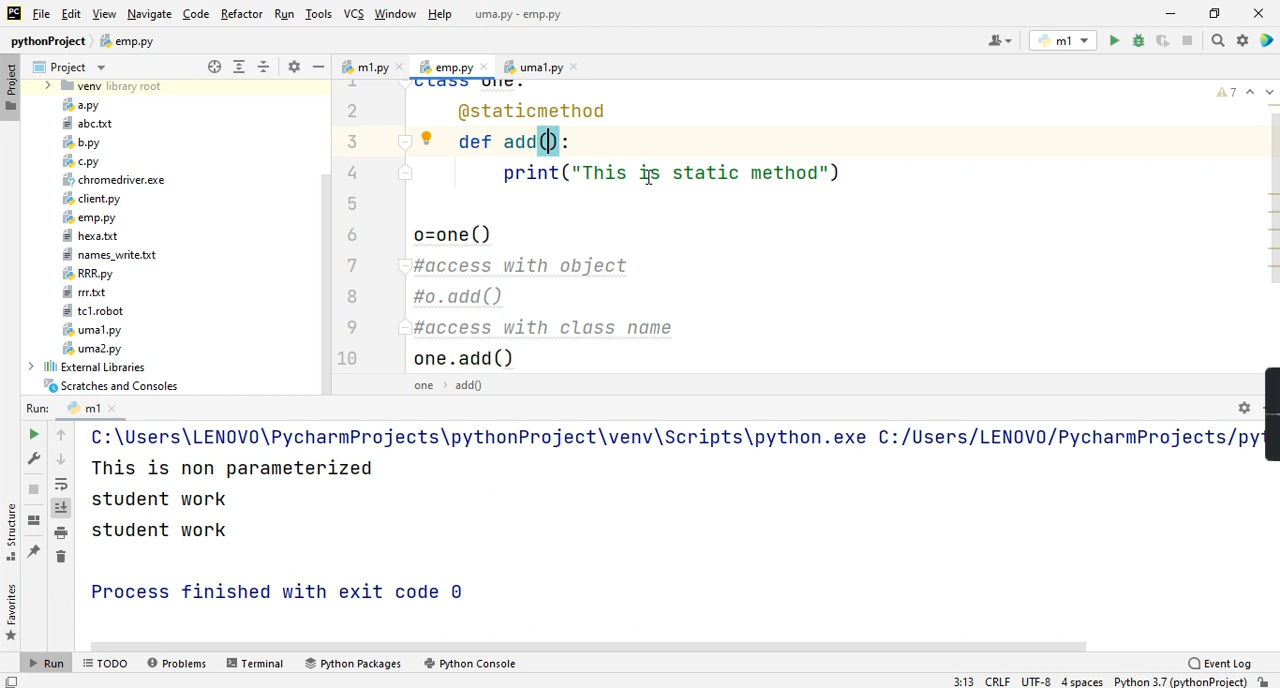 PC File Edit View Navigate Code Refactor Run Tools VCS Window Help uma.py - emp.py
pythonProject emp.py m1
Project m1.py emp.py uma1.py
Project
venv library root
a.py
abc.txt
b.py
c.py
chromedriver.exe
client.py
emp.py
hexa.txt
names_write.txt
RRR.py
rrr.txt
tc1.robot
uma1.py
uma2.py
External Libraries
Scratches and Consoles
7
1 class one:
2 @staticmethod
3 def add():
4 print("This is static method")
5
6 o=one()
7 #access with object
8 #o.add()
9 #access with class name
10 one.add()
one add()
Run: m1
C:\Users\LENOVO\PycharmProjects\pythonProject\venv\Scripts\python.exe C:/Users/LENOVO/PycharmProjects/pyt
This is non parameterized
student work
student work
Process finished with exit code 0
Structure
Favorites
Run TODO Problems Terminal Python Packages Python Console Event Log
3:13 CRLF UTF-8 4 spaces Python 3.7 (pythonProject)